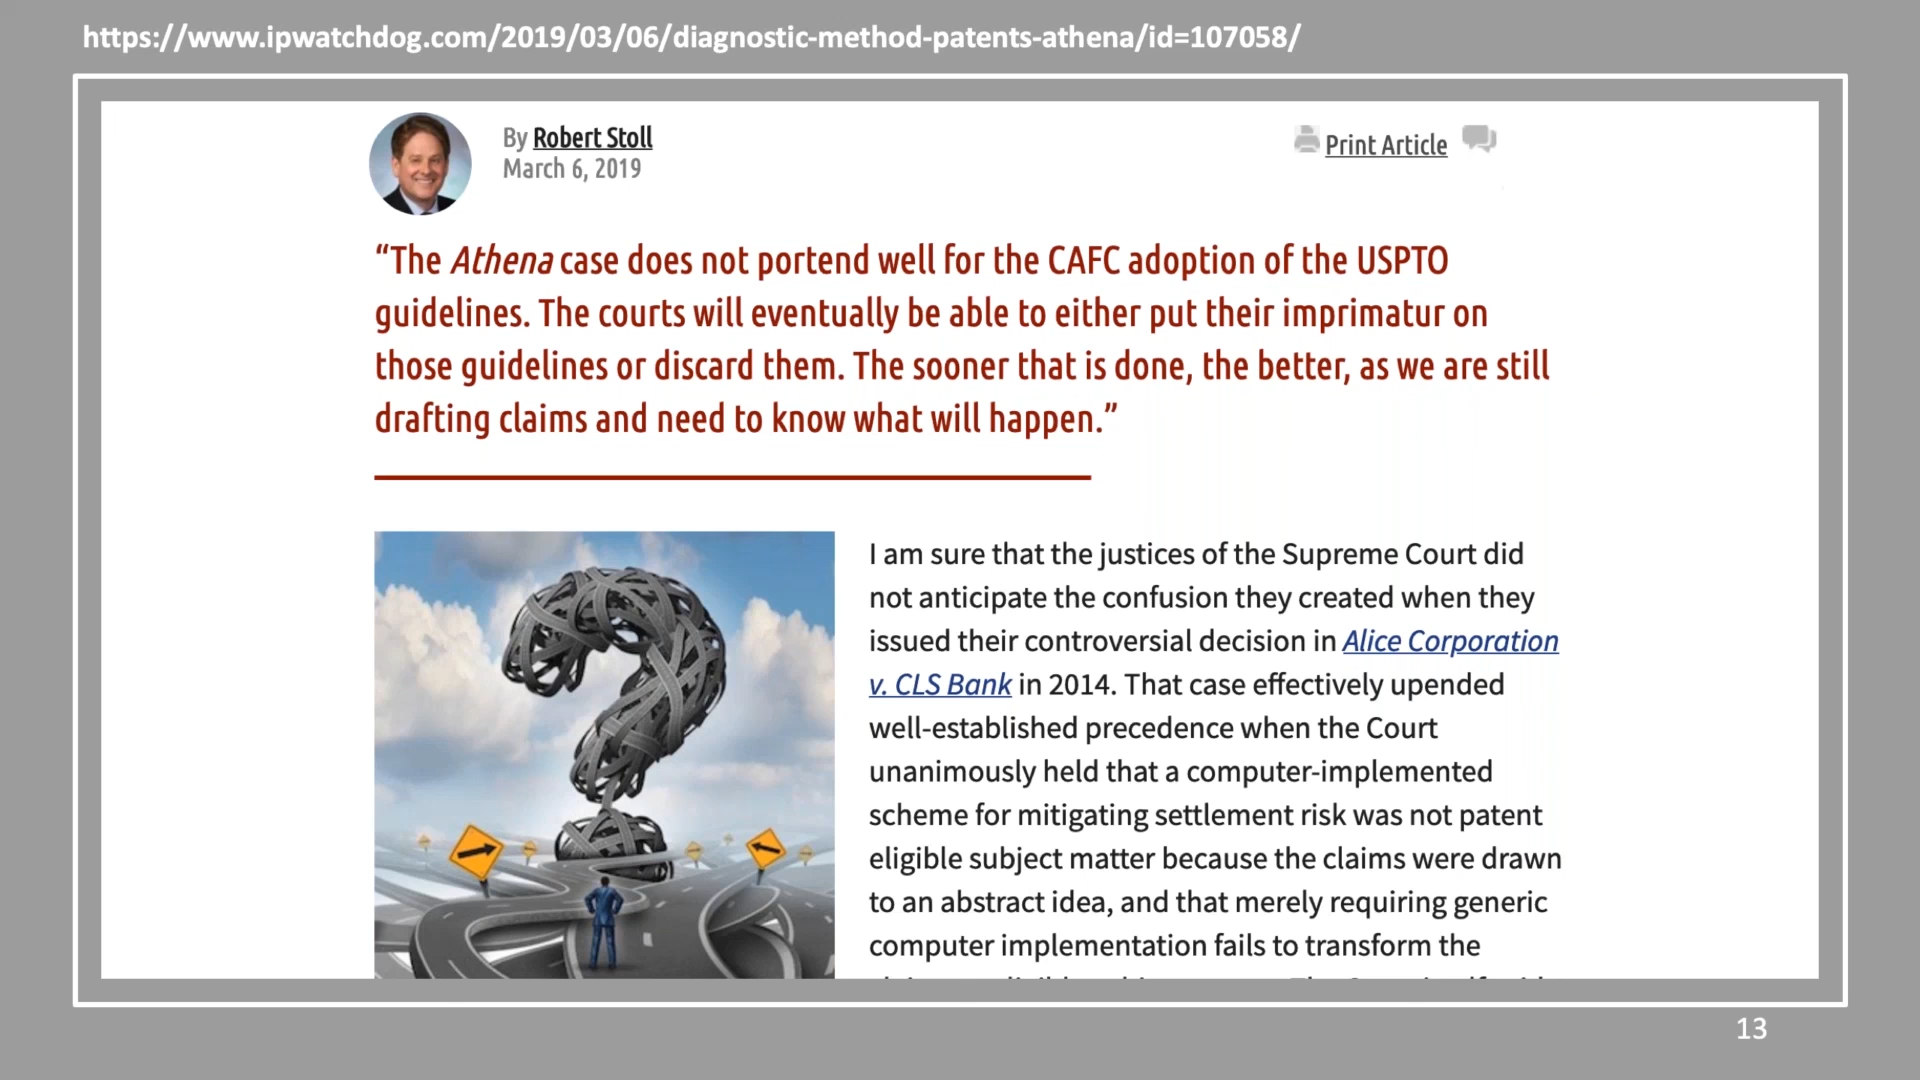 https://www.ipwatchdog.com/2019/03/06/diagnostic-method-patents-athena/id=107058/
By Robert Stoll
March 6, 2019
Print Article
“The Athena case does not portend well for the CAFC adoption of the USPTO
guidelines. The courts will eventually be able to either put their imprimatur on
those guidelines or discard them. The sooner that is done, the better, as we are still
drafting claims and need to know what will happen.”
I am sure that the justices of the Supreme Court did
not anticipate the confusion they created when they
issued their controversial decision in Alice Corporation
v. CLS Bank in 2014. That case effectively upended
well-established precedence when the Court
unanimously held that a computer-implemented
scheme for mitigating settlement risk was not patent
eligible subject matter because the claims were drawn
to an abstract idea, and that merely requiring generic
computer implementation fails to transform the
13